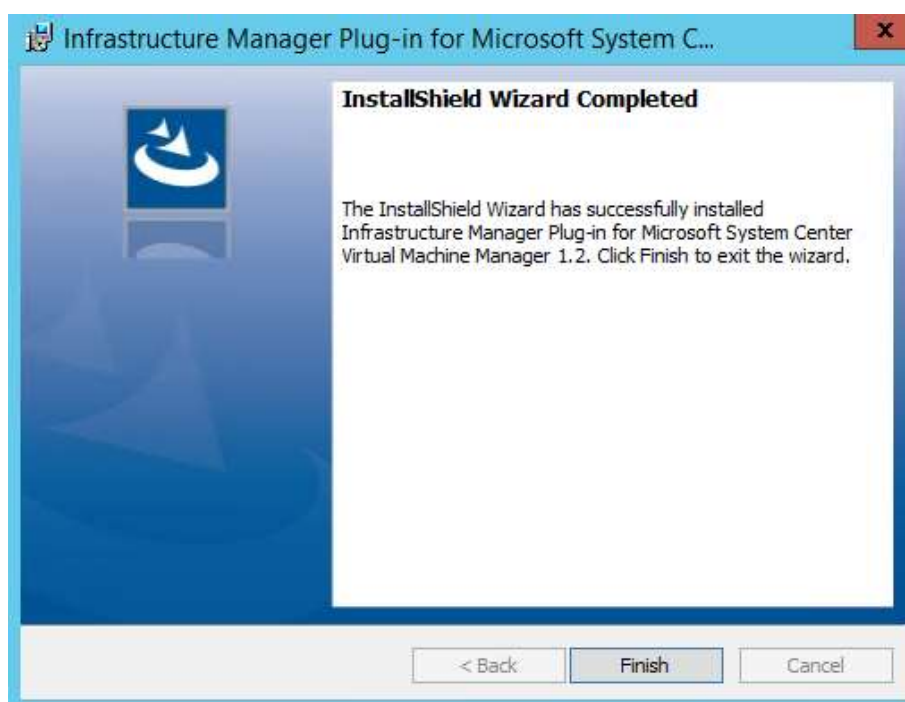 Infrastructure Manager Plug-in for Microsoft System C...
x
InstallShield Wizard Completed
The InstallShield Wizard has successfully installed
Infrastructure Manager Plug-in for Microsoft System Center
Virtual Machine Manager 1.2. Click Finish to exit the wizard.
< Back
Finish
Cancel